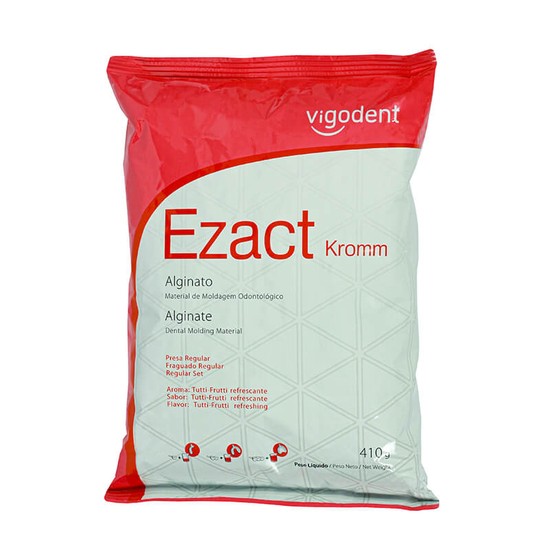 vigodent
Ezact Kromm
Alginato
Material de Moldagem Odontológico
Alginate
Dental Molding Material
Presa Regular
Fraguado Regular
Regular Set
Aroma: Tutti-Frutti refrescante
Sabor: Tutti-Frutti refrescante
Flavor: Tutti-Frutti refreshing
410g
Peso Líquido / Peso Neto / Net Weight